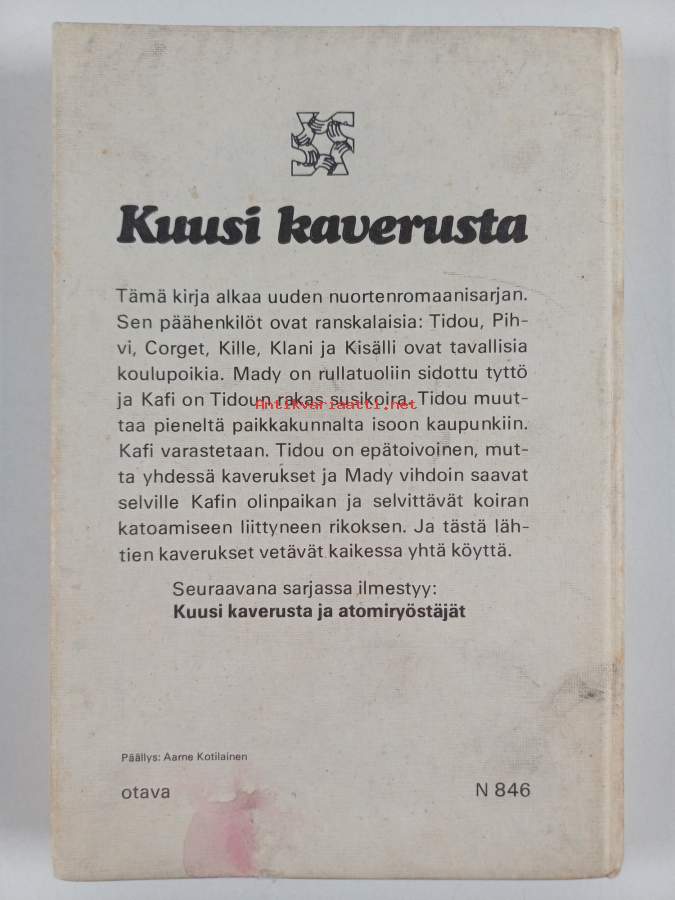 Kuusi kaverusta
Tämä kirja alkaa uuden nuortenromaanisarjan.
Sen päähenkilöt ovat ranskalaisia: Tidou, Pih-
vi, Corget, Kille, Klani ja Kisälli ovat tavallisia
koulupoikia. Mady on rullatuoliin sidottu tyttö
ja Kafi on Tidoun rakas susikoira. Tidou muut-
Antikvariaatti.net
taa pieneltä paikkakunnalta isoon kaupunkiin.
Kafi varastetaan. Tidou on epätoivoinen, mut-
ta yhdessä kaverukset ja Mady vihdoin saavat
selville Kafin olinpaikan ja selvittävät koiran
katoamiseen liittyneen rikoksen. Ja tästä läh-
tien kaverukset vetävät kaikessa yhtä köyttä.
Seuraavana sarjassa ilmestyy:
Kuusi kaverusta ja atomiryöstäjät
Päällys: Aarne Kotilainen
otava
N 846